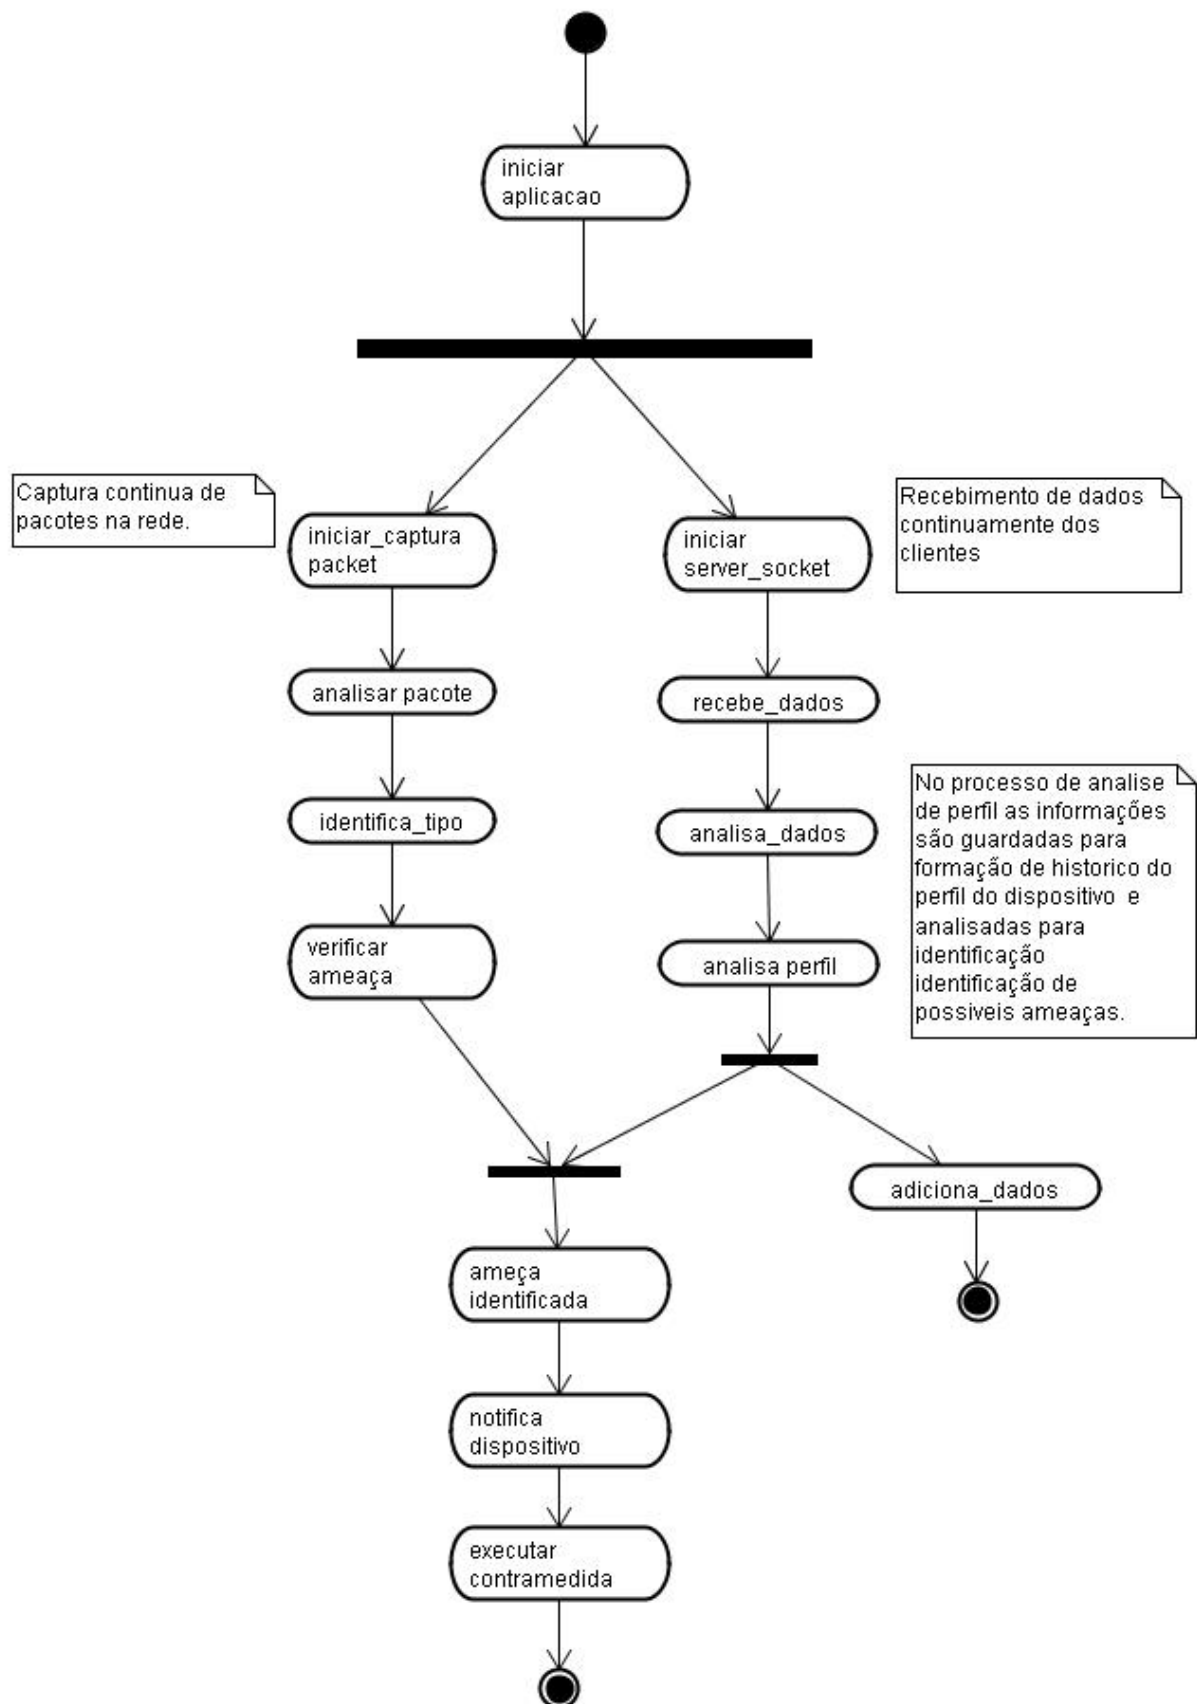 iniciar
aplicacao
Captura continua de
pacotes na rede.
iniciar_captura
packet
iniciar
server_socket
Recebimento de dados
continuamente dos
clientes
analisar pacote
recebe_dados
identifica_tipo
analisa_dados
No processo de analise
de perfil as informações
são guardadas para
formação de historico do
perfil do dispositivo e
analisadas para
identificação
identificação de
possiveis ameaças.
verificar
ameaça
analisa perfil
adiciona_dados
ameça
identificada
notifica
dispositivo
executar
contramedida